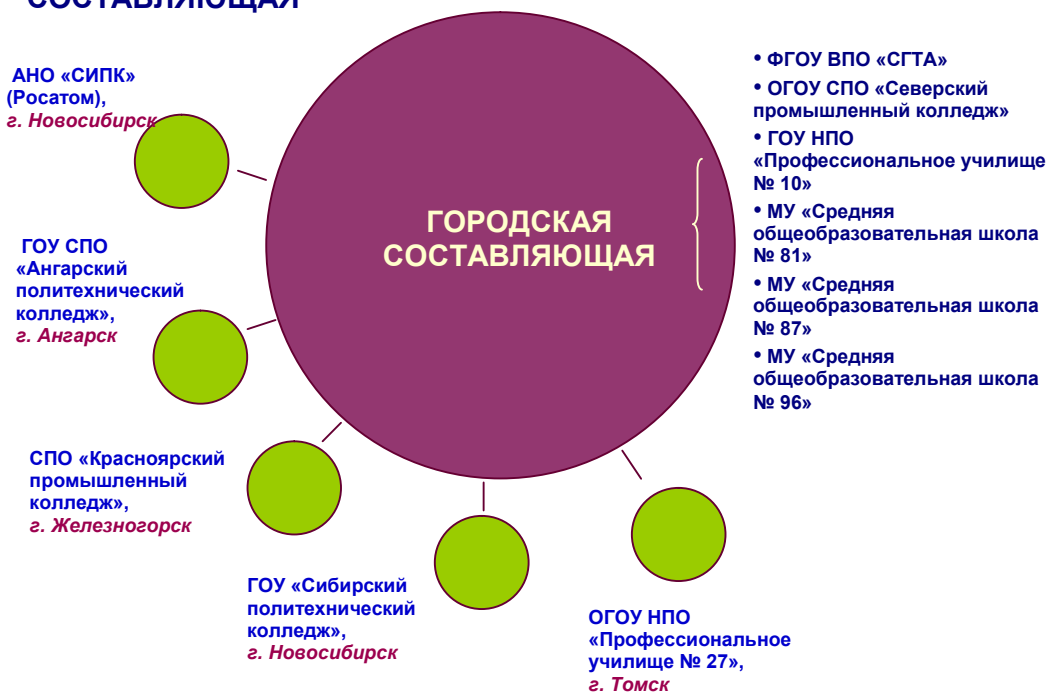 СОСТАВЛЯЮЩАЯ
АНО «СИПК»
(Росатом),
г. Новосибирск
ГОУ СПО
«Ангарский
политехнический
колледж»,
г. Ангарск
СПО «Красноярский
промышленный
колледж»,
г. Железногорск
ГОУ «Сибирский
политехнический
колледж»,
г. Новосибирск
ОГОУ НПО
«Профессиональное
училище № 27»,
г. Томск
ГОРОДСКАЯ
СОСТАВЛЯЮЩАЯ
• ФГОУ ВПО «СГТА»
• ОГОУ СПО «Северский
промышленный колледж»
• ГОУ НПО
«Профессиональное училище
№ 10»
• МУ «Средняя
общеобразовательная школа
№ 81»
• МУ «Средняя
общеобразовательная школа
№ 87»
• МУ «Средняя
общеобразовательная школа
№ 96»